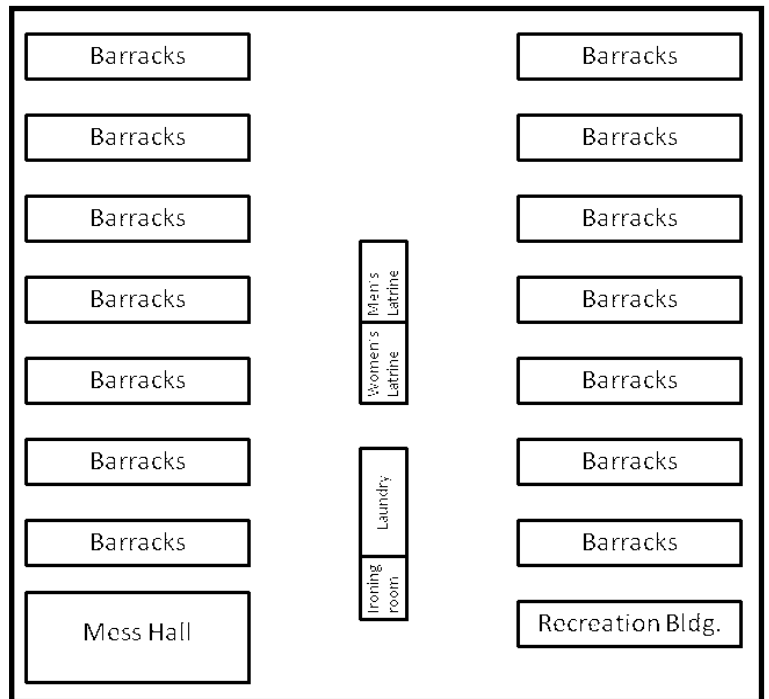 Barracks
Barracks
Barracks
Barracks
Barracks
Barracks
Barracks
Mess Hall
Men's
Latrine
Women's
Latrine
Laundry
Ironing
room
Barracks
Barracks
Barracks
Barracks
Barracks
Barracks
Barracks
Recreation Bldg.